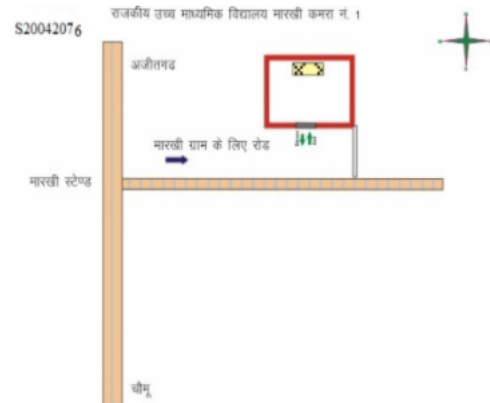 राजकीय उच्च माध्यमिक विद्यालय मारखी कमरा नं. 1
S20042076
अजीतगढ
मारखी ग्राम के लिए रोड
मारखी स्टेण्ड
चौमू